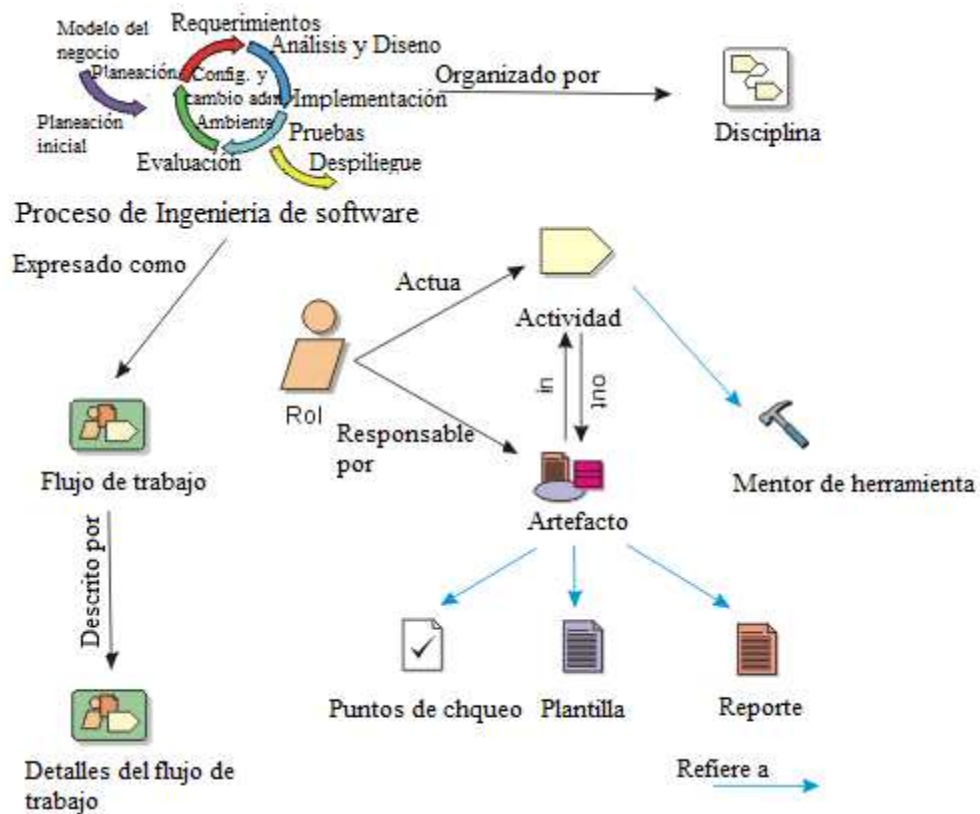 Modelo del
negocio
Requerimientos
Análisis y Diseno
Planeación
Config. y
cambio adm
Ambiente
Implementación
Planeación
inicial
Pruebas
Evaluación
Despiliegue
Organizado por
Disciplina
Proceso de Ingenieria de software
Expresado como
Actua
Actividad
Rol
in
out
Responsable
por
Flujo de trabajo
Mentor de herramienta
Artefacto
Descrito por
Puntos de chqueo
Plantilla
Reporte
Detalles del flujo de
trabajo
Refiere a